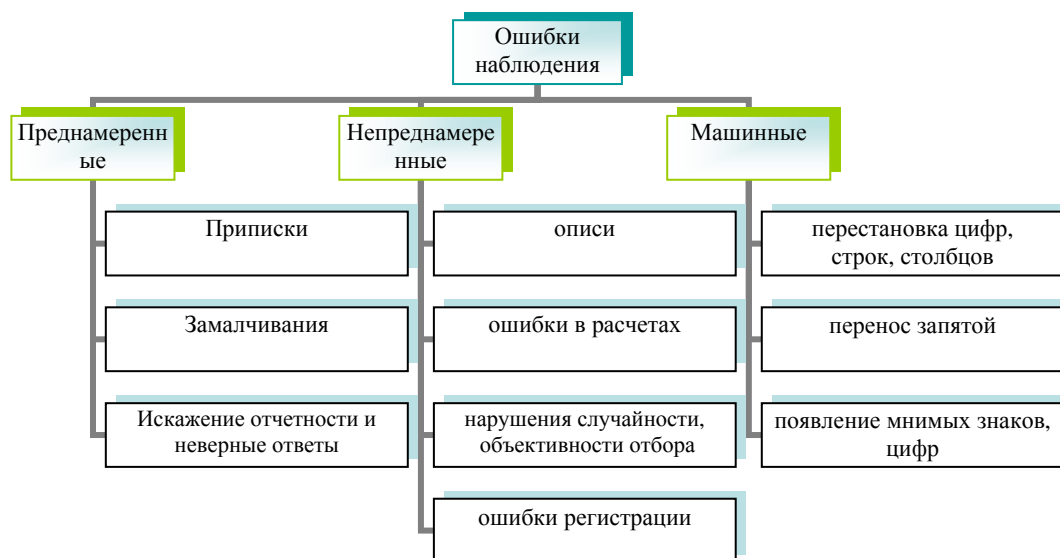 Ошибки
наблюдения
Преднамеренн
ые
Непреднамере
нные
Машинные
Приписки
описи
перестановка цифр,
строк, столбцов
Замалчивания
ошибки в расчетах
перенос запятой
Искажение отчетности и
неверные ответы
нарушения случайности,
объективности отбора
появление мнимых знаков,
цифр
ошибки регистрации